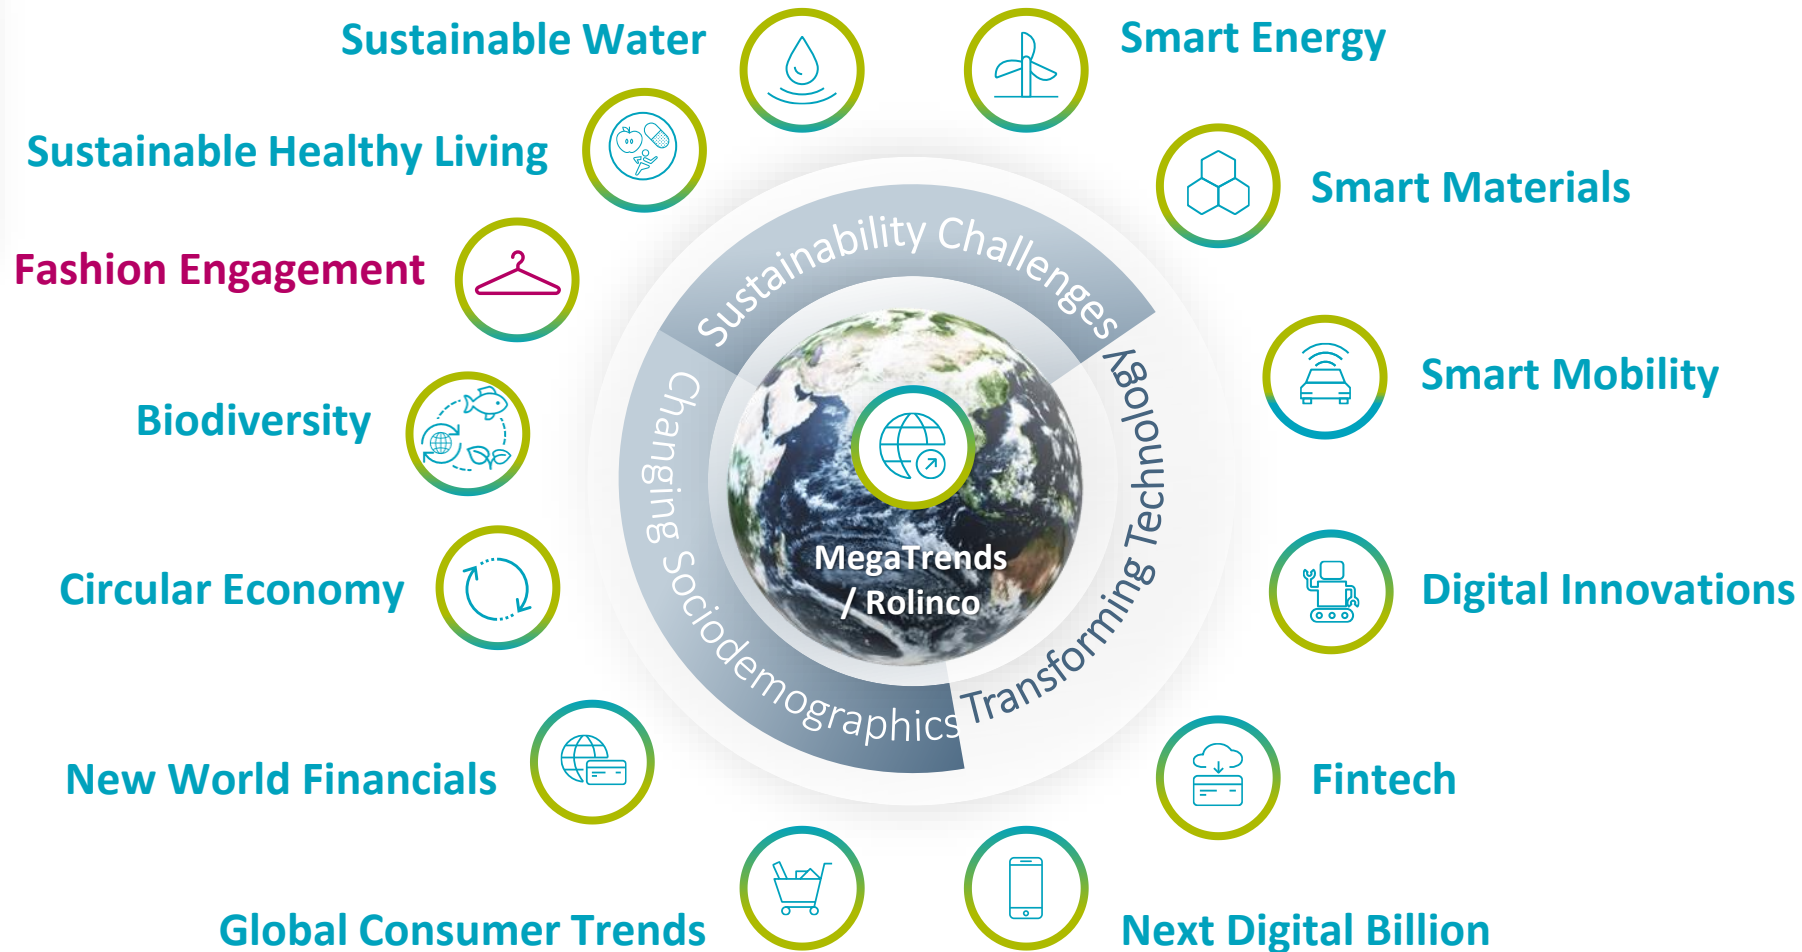 Sustainable Water
Smart Energy
Sustainable Healthy Living
Smart Materials
Fashion Engagement
Sustainability Challenges
Smart Mobility
Biodiversity
Changing Sociodemographics
Transforming Technology
MegaTrends
/ Rolinco
Circular Economy
Digital Innovations
New World Financials
Fintech
Global Consumer Trends
Next Digital Billion